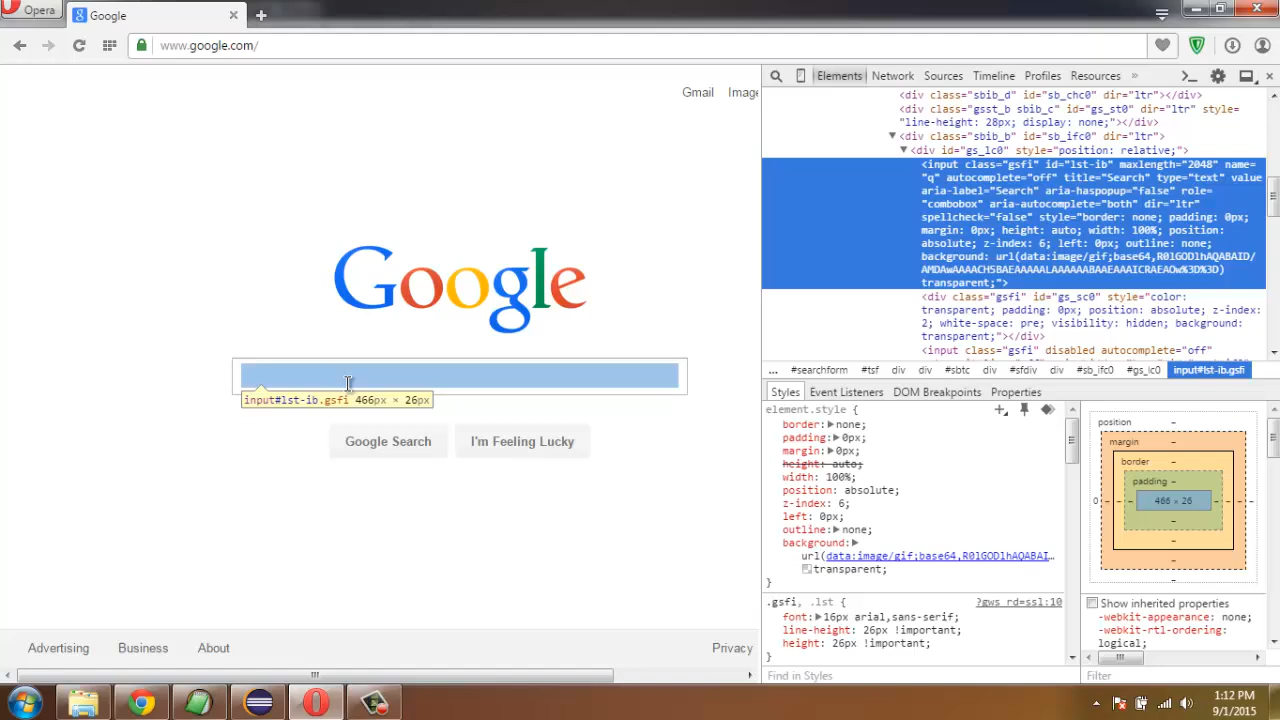 Opera
Google
www.google.com/
Gmail
Image
Google
input#lst-ib.gsfi 466px × 26px
Google Search
I'm Feeling Lucky
Advertising
Business
About
Privacy
Elements Network Sources Timeline Profiles Resources »
<div class="sbib_d" id="sb_chc0" dir="ltr"></div>
<div class="gsst_b sbib_c" id="gs_st0" dir="ltr" style=
"line-height: 28px; display: none;"></div>
<div class="sbib_b" id="sb_ifc0" dir="ltr">
<div id="gs_lc0" style="position: relative;">
<input class="gsfi" id="lst-ib" maxlength="2048" name=
"q" autocomplete="off" title="Search" type="text" value
aria-label="Search" aria-haspopup="false" role=
"combobox" aria-autocomplete="both" dir="ltr"
spellcheck="false" style="border: none; padding: 0px;
margin: 0px; height: auto; width: 100%; position:
absolute; z-index: 6; left: 0px; outline: none;
background: url(data:image/gif;base64,R0lGODlhAQABAID/
AMDAwAAAACH5BAEAAAAALAAAAAABAAEAAAICRAEAOw%3D%3D)
transparent;">
<div class="gsfi" id="gs_sc0" style="color:
transparent; padding: 0px; position: absolute; z-index:
2; white-space: pre; visibility: hidden; background:
transparent;"></div>
<input class="gsfi" disabled autocomplete="off"
... #searchform #tsf div div #sbtc div #sfdiv #sb_ifc0 #gs_lc0 input#lst-ib.gsfi
Styles Event Listeners DOM Breakpoints Properties
element.style {
border: none;
padding: 0px;
margin: 0px;
height: auto;
width: 100%;
position: absolute;
z-index: 6;
left: 0px;
outline: none;
background:
url(data:image/gif;base64,R0lGODlhAQABAI…
transparent;
}
.gsfi, .lst { ?gws_rd=ssl:10
font: 16px arial,sans-serif;
line-height: 26px !important;
height: 26px !important;
}
Find in Styles
position –
margin –
border –
padding –
0 – – – 466 × 26 – – –
–
–
–
–
Show inherited properties
-webkit-appearance: none;
-webkit-rtl-ordering:
logical;
Filter
1:12 PM
9/1/2015